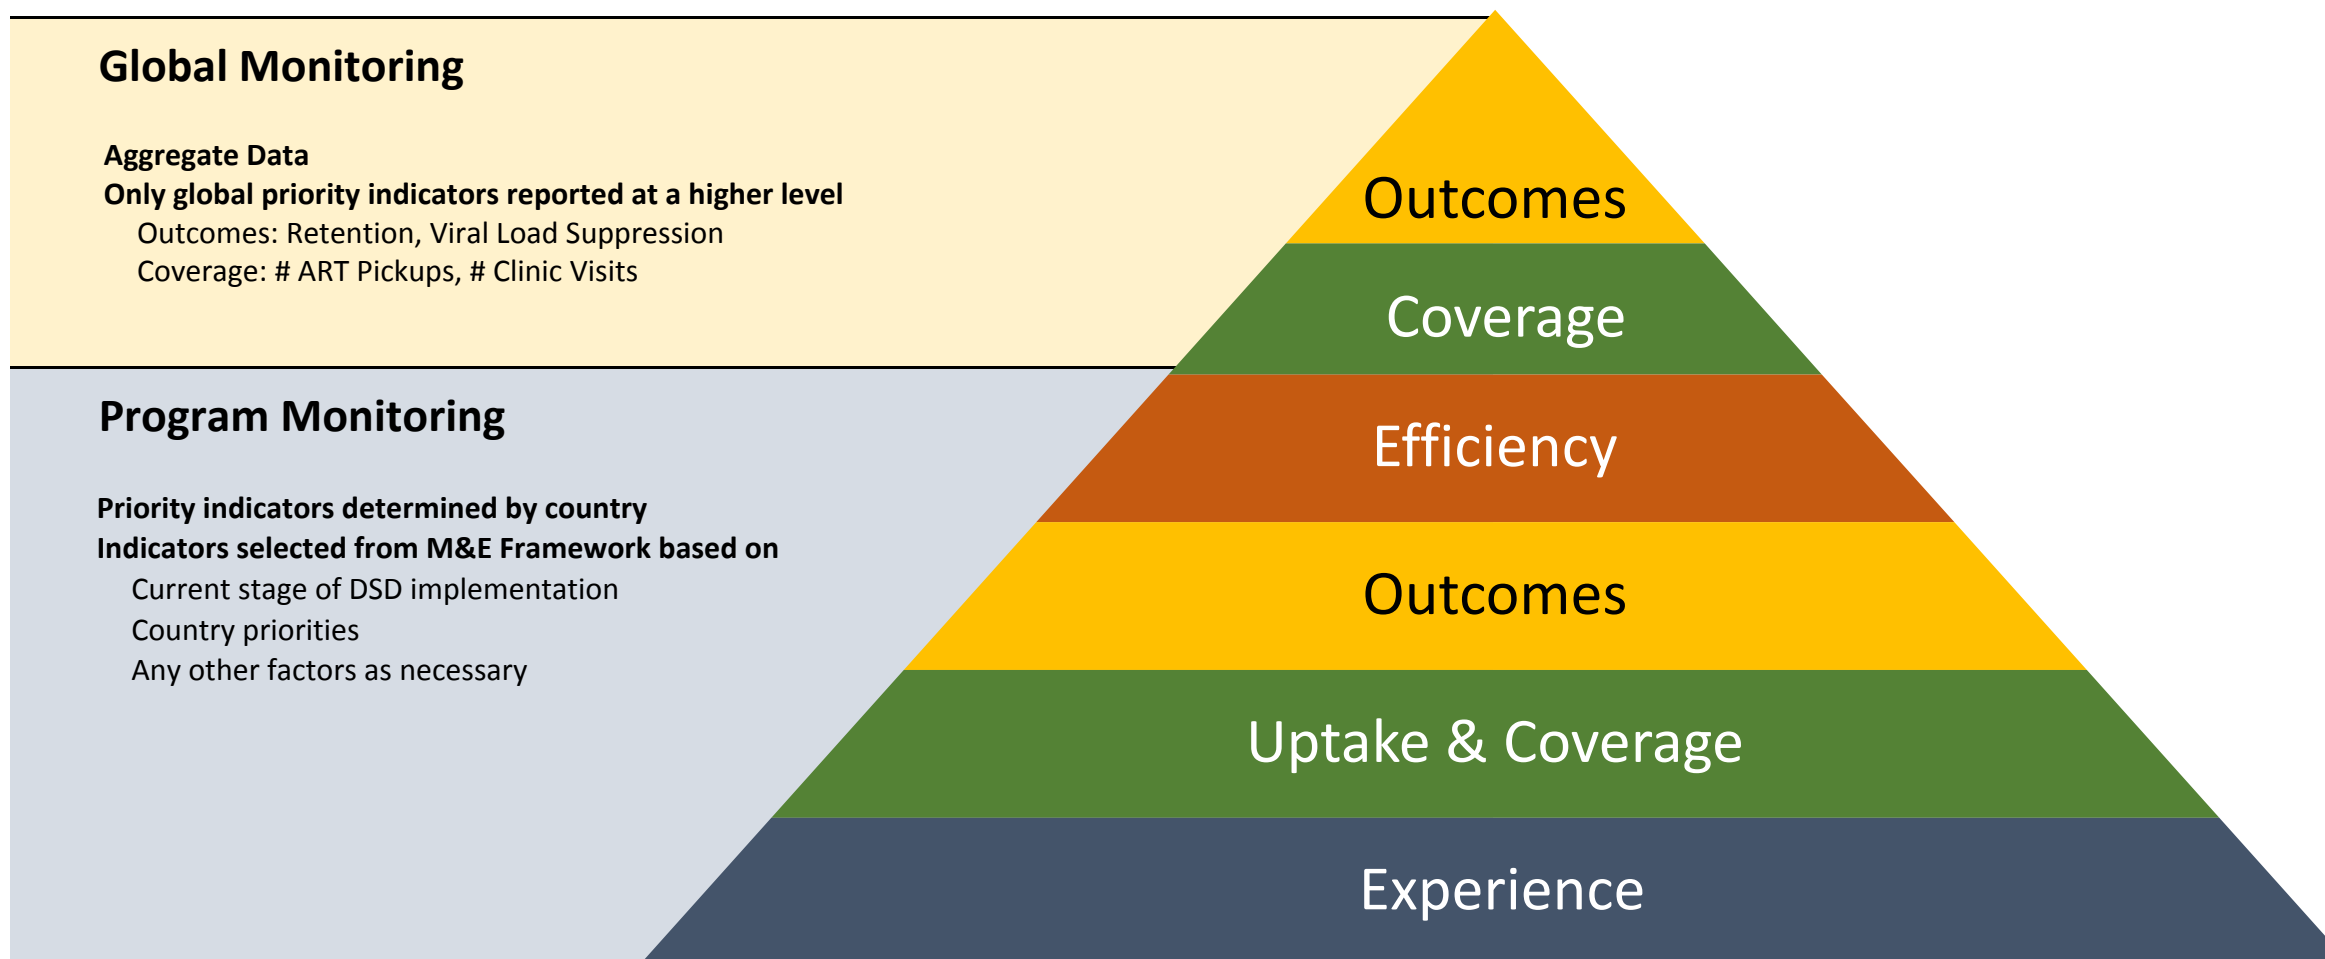 Global Monitoring
Aggregate Data
Only global priority indicators reported at a higher level
Outcomes: Retention, Viral Load Suppression
Coverage: # ART Pickups, # Clinic Visits
Program Monitoring
Priority indicators determined by country
Indicators selected from M&E Framework based on
Current stage of DSD implementation
Country priorities
Any other factors as necessary
Outcomes
Coverage
Efficiency
Outcomes
Uptake & Coverage
Experience